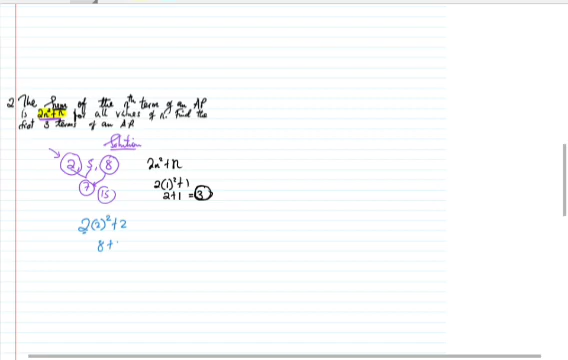 2 The sum of the nth term of an AP
is 2n²+n for all values of n. Find the
first 3 terms of an AP.
Solution
2, 5, 8
7
15
2n²+n
2(1)²+1
2+1 = 3
2(2)²+2
8+